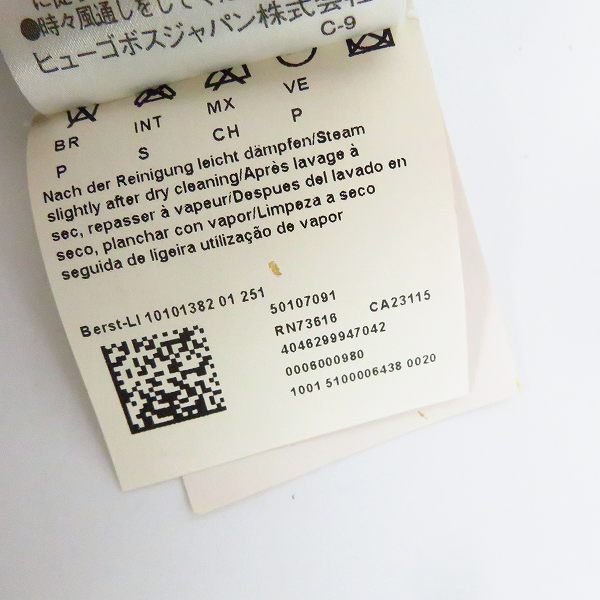 ●時々風通しをしてくだ
ヒューゴボスジャパン株式会社
C-9
BR INT MX VE
P S CH P
Nach der Reinigung leicht dämpfen/Steam
slightly after dry cleaning/Après lavage à
sec, repasser à vapeur/Despues del lavado en
seco, planchar con vapor/Limpeza a seco
seguida de ligeira utilização de vapor
Berst-LI 10101382 01 251
50107091
RN73616 CA23115
4046299947042
0006000980
1001 5100006438 0020